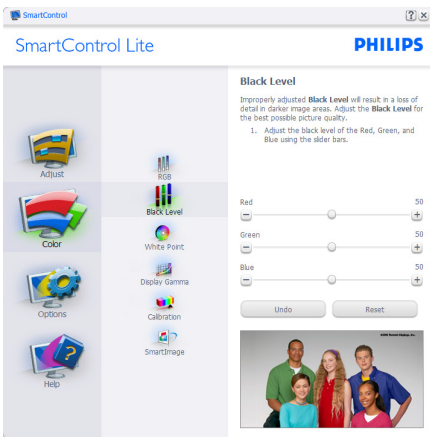 SmartControl
SmartControl Lite
PHILIPS
Adjust
Color
Options
Help
RGB
Black Level
White Point
Display Gamma
Calibration
SmartImage
Black Level
Improperly adjusted Black Level will result in a loss of
detail in darker image areas. Adjust the Black Level for
the best possible picture quality.
1. Adjust the black level of the Red, Green, and
Blue using the slider bars.
Red 50
Green 50
Blue 50
Undo Reset